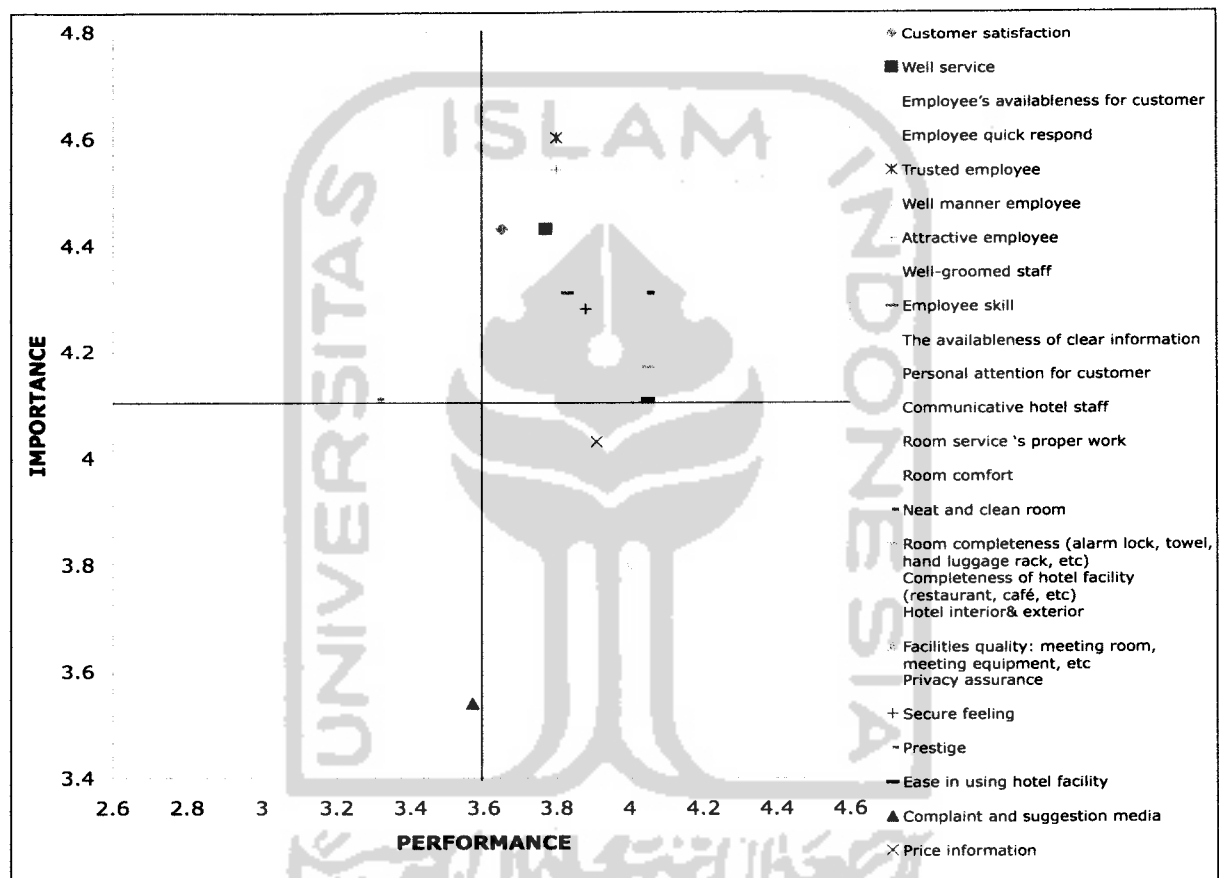 4.8
4.6
4.4
4.2
4
3.8
3.6
3.4
IMPORTANCE
2.6 2.8 3 3.2 3.4 3.6 3.8 4 4.2 4.4 4.6
PERFORMANCE
Customer satisfaction
Well service
Employee's availableness for customer
Employee quick respond
Trusted employee
Well manner employee
Attractive employee
Well-groomed staff
Employee skill
The availableness of clear information
Personal attention for customer
Communicative hotel staff
Room service 's proper work
Room comfort
Neat and clean room
Room completeness (alarm lock, towel,
hand luggage rack, etc)
Completeness of hotel facility
(restaurant, café, etc)
Hotel interior& exterior
Facilities quality: meeting room,
meeting equipment, etc
Privacy assurance
Secure feeling
Prestige
Ease in using hotel facility
Complaint and suggestion media
Price information
UNIVERSITAS
ISLAM
INDONESIA